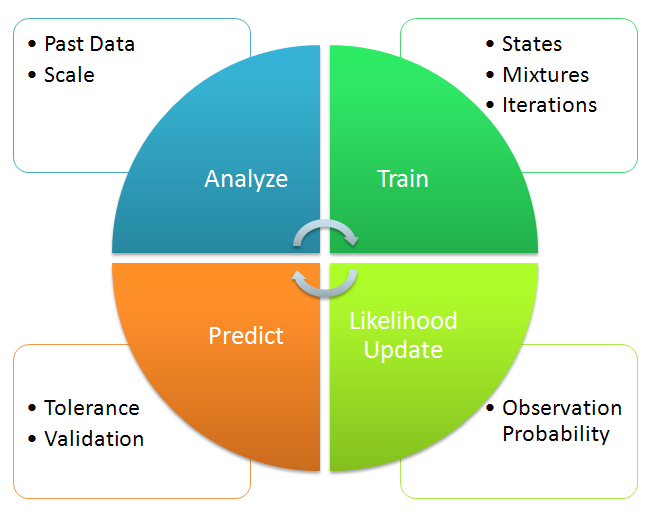 • Past Data
• Scale
• States
• Mixtures
• Iterations
Analyze
Train
Predict
Likelihood
Update
• Tolerance
• Validation
• Observation
Probability